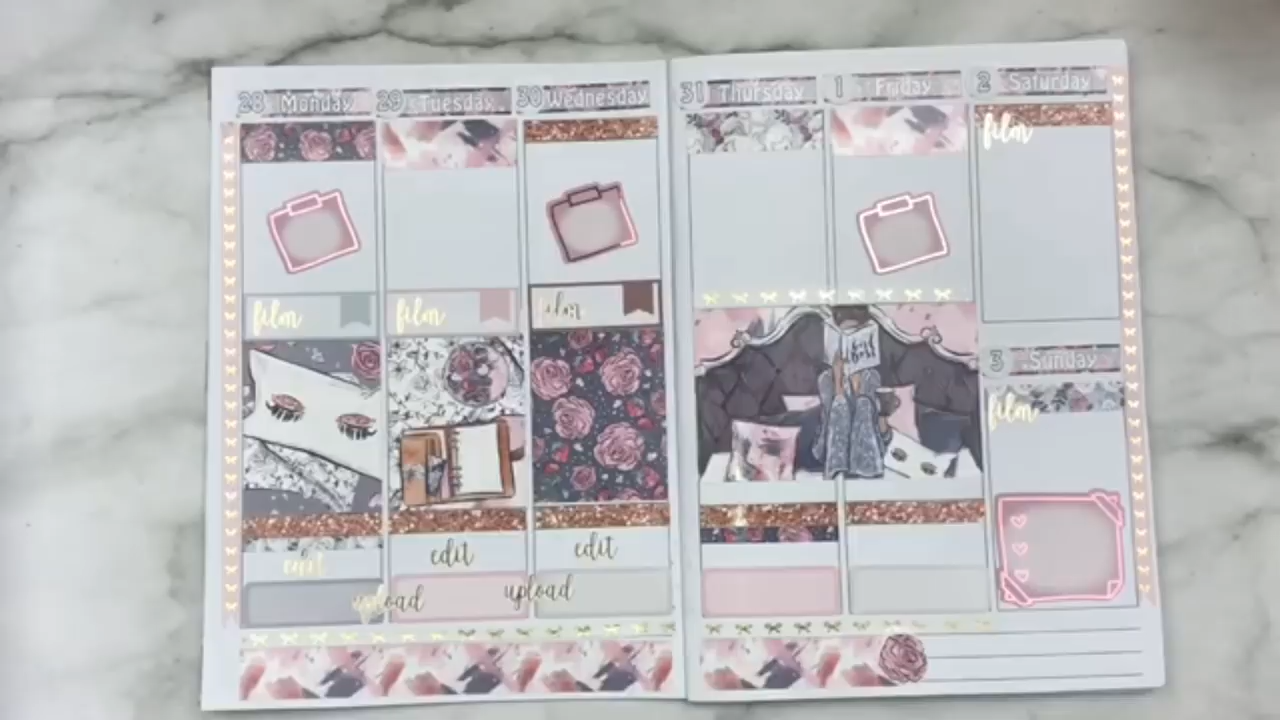 28 Monday
29 Tuesday
30 Wednesday
31 Thursday
1 Friday
2 Saturday
film
film
film
film
3 Sunday
film
edit
edit
edit
upload
upload